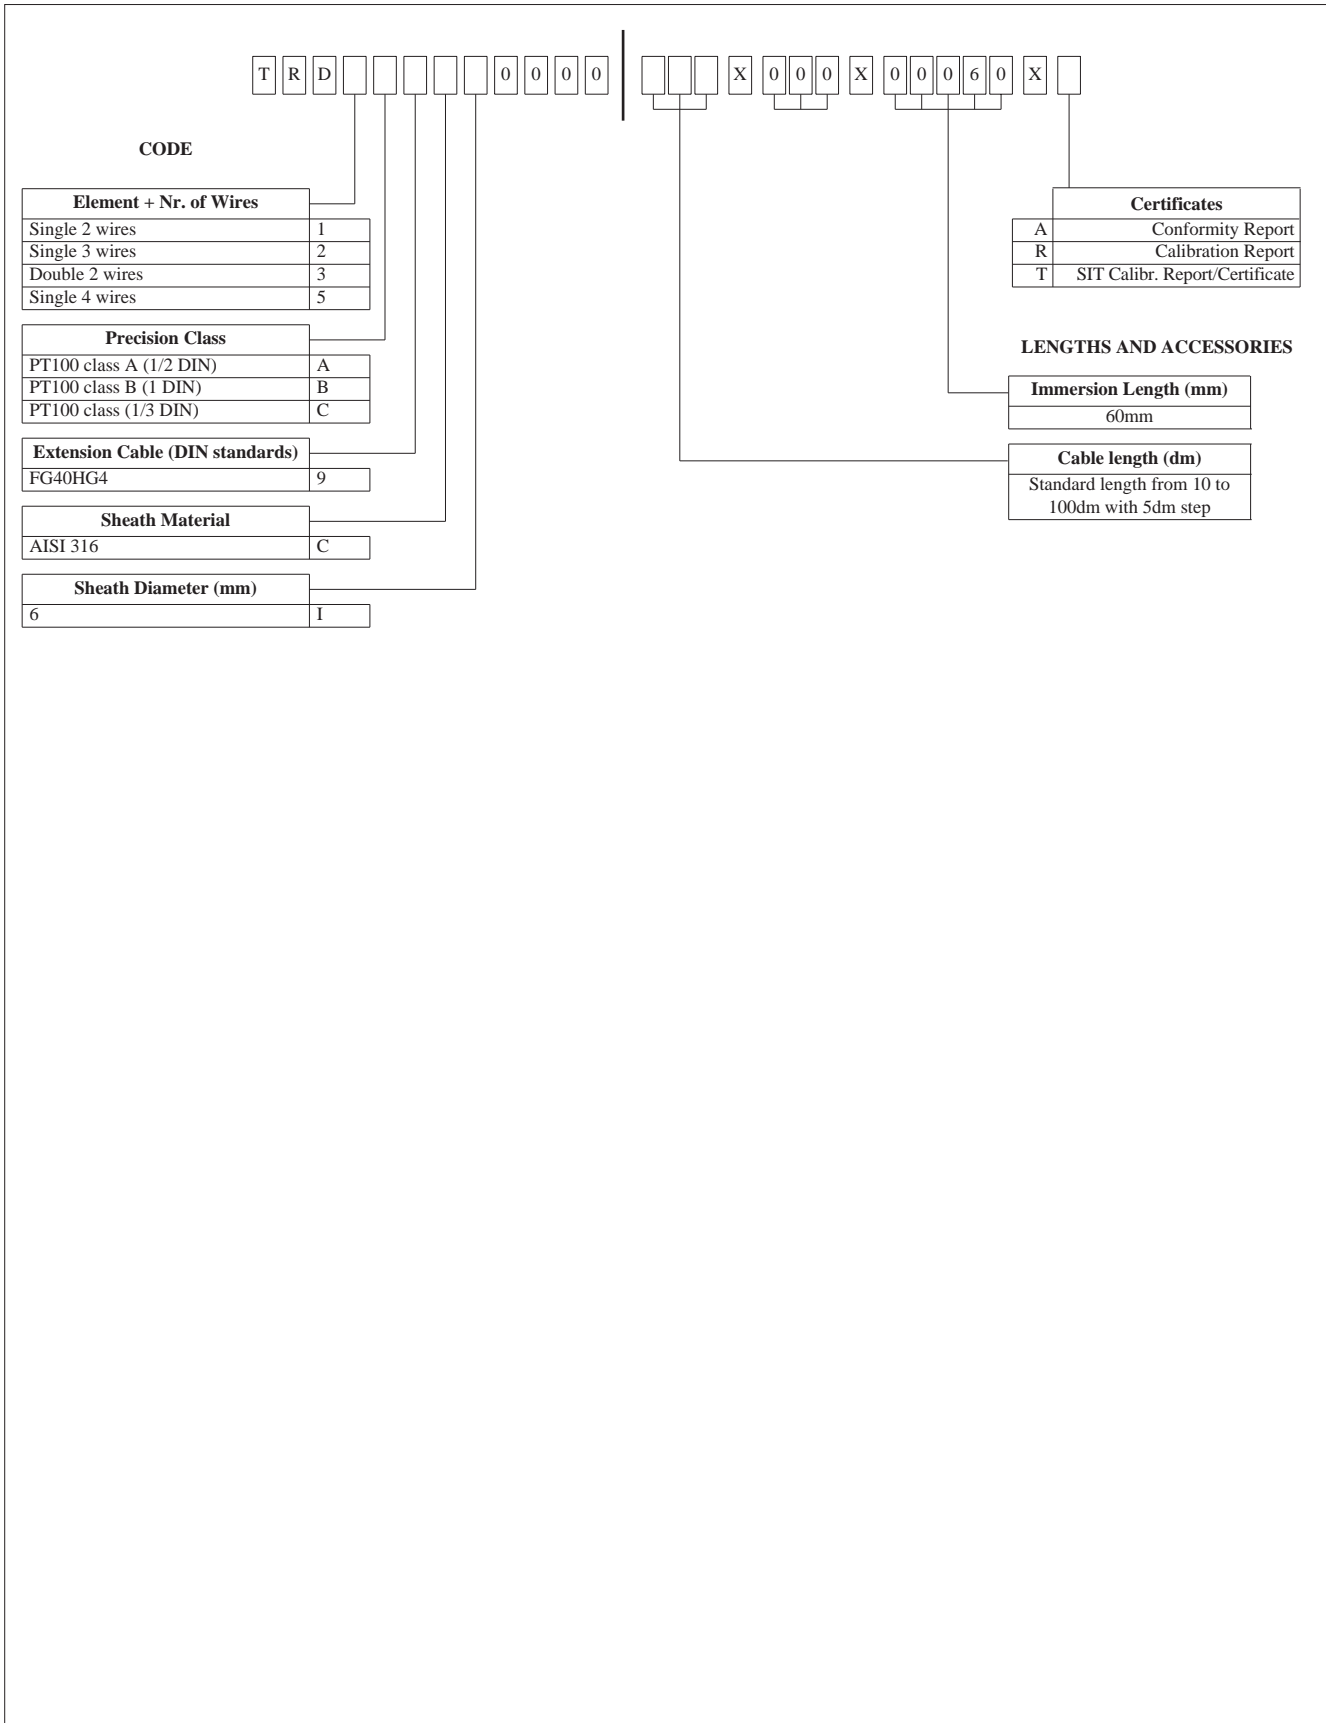 T R D 0 0 0 0 X 0 0 0 X 0 0 0 6 0 X
CODE
Element + Nr. of Wires
Single 2 wires 1
Single 3 wires 2
Double 2 wires 3
Single 4 wires 5
Precision Class
PT100 class A (1/2 DIN) A
PT100 class B (1 DIN) B
PT100 class (1/3 DIN) C
Extension Cable (DIN standards)
FG40HG4 9
Sheath Material
AISI 316 C
Sheath Diameter (mm)
6 I
Certificates
A Conformity Report
R Calibration Report
T SIT Calibr. Report/Certificate
LENGTHS AND ACCESSORIES
Immersion Length (mm)
60mm
Cable length (dm)
Standard length from 10 to
100dm with 5dm step